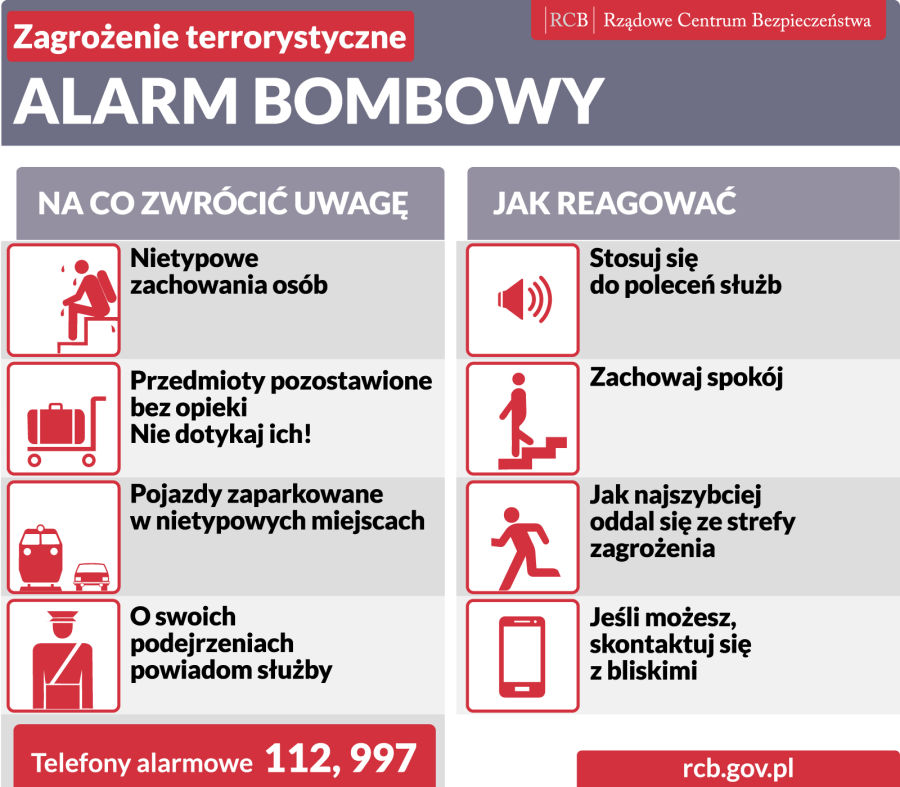 Zagrożenie terrorystyczne
|RCB| Rządowe Centrum Bezpieczeństwa
ALARM BOMBOWY
NA CO ZWRÓCIĆ UWAGĘ
Nietypowe
zachowania osób
Przedmioty pozostawione
bez opieki
Nie dotykaj ich!
Pojazdy zaparkowane
w nietypowych miejscach
O swoich
podejrzeniach
powiadom służby
Telefony alarmowe 112, 997
JAK REAGOWAĆ
Stosuj się
do poleceń służb
Zachowaj spokój
Jak najszybciej
oddal się ze strefy
zagrożenia
Jeśli możesz,
skontaktuj się
z bliskimi
rcb.gov.pl